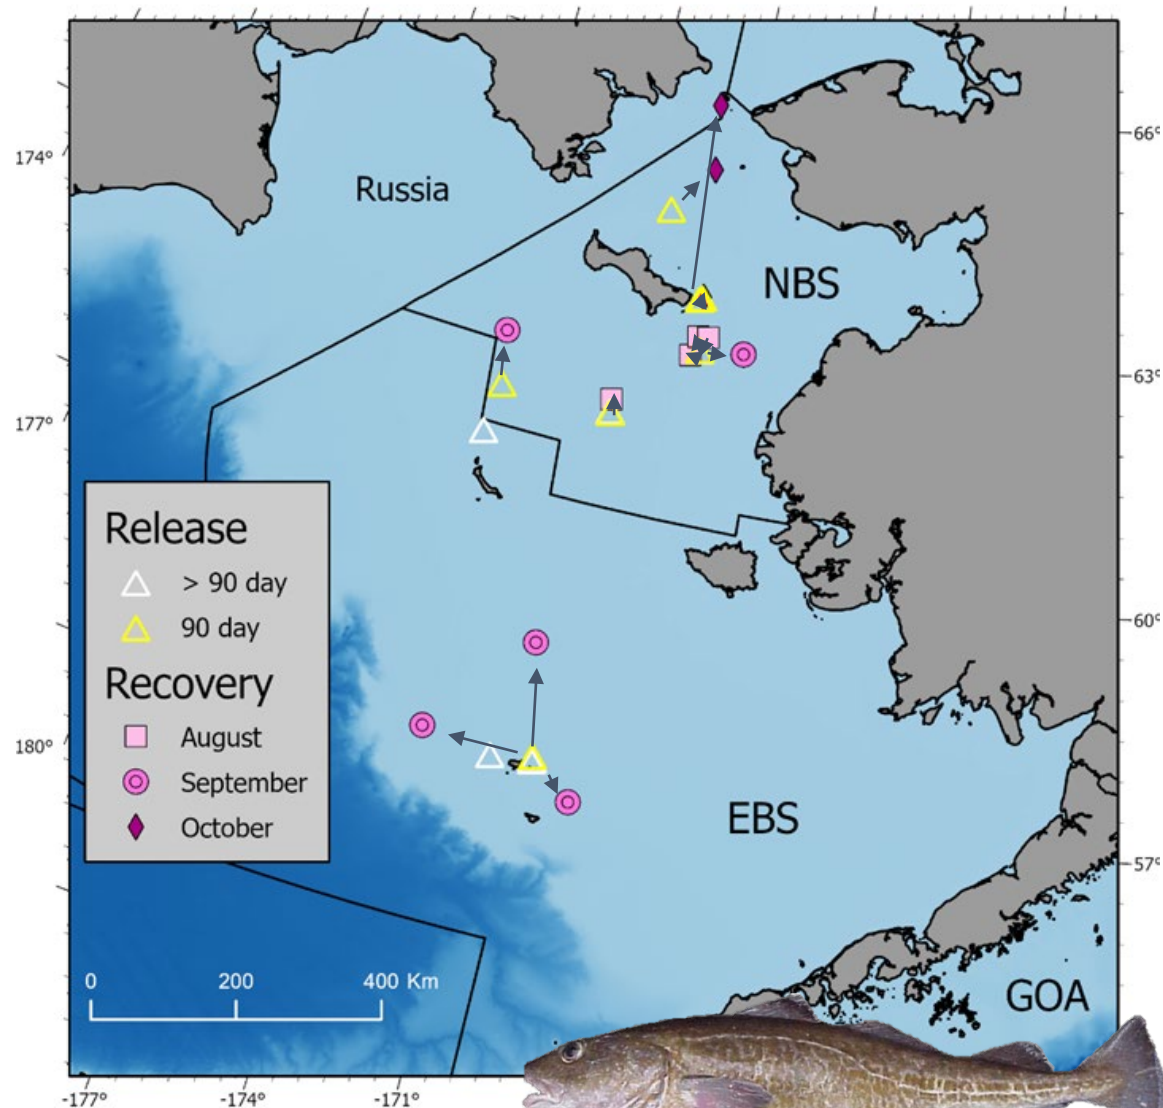 174°
66°
Russia
NBS
63°
177°
Release
> 90 day
90 day
60°
Recovery
August
180°
September
October
EBS
57°
0 200 400 Km
GOA
-177° -174° -171°